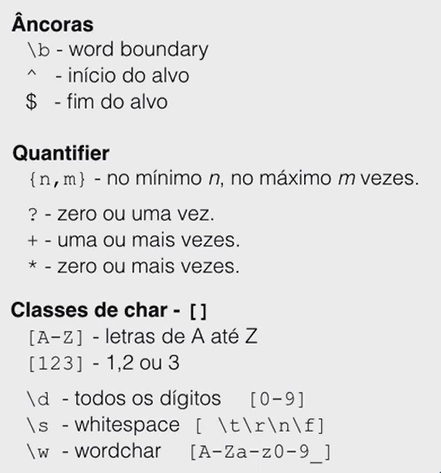 Âncoras
\b - word boundary
^ - início do alvo
$ - fim do alvo
Quantifier
{n,m} - no mínimo n, no máximo m vezes.
? - zero ou uma vez.
+ - uma ou mais vezes.
* - zero ou mais vezes.
Classes de char - []
[A-Z] - letras de A até Z
[123] - 1,2 ou 3
\d - todos os dígitos [0-9]
\s - whitespace [ \t\r\n\f]
\w - wordchar [A-Za-z0-9_]